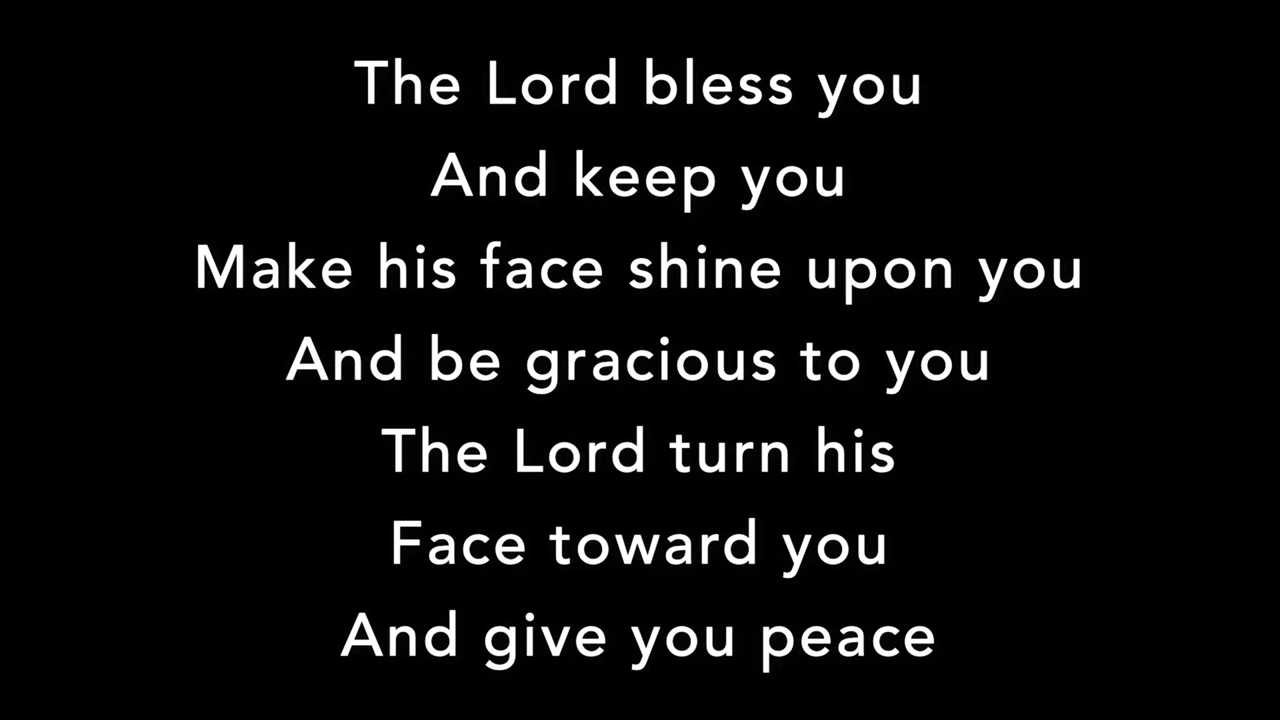 The Lord bless you
And keep you
Make his face shine upon you
And be gracious to you
The Lord turn his
Face toward you
And give you peace